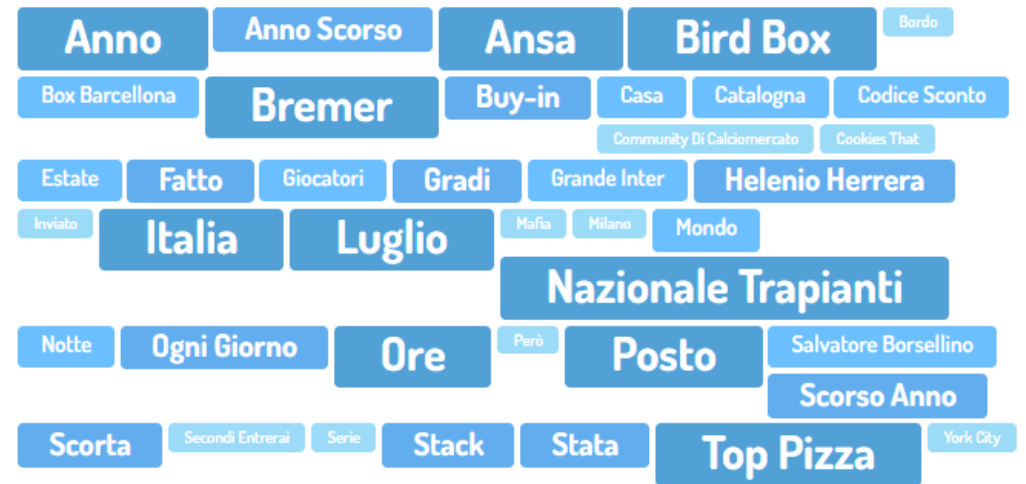 Anno Anno Scorso Ansa Bird Box Bordo
Box Barcellona Bremer Buy-in Casa Catalogna Codice Sconto
Community Di Calciomercato Cookies That
Estate Fatto Giocatori Gradi Grande Inter Helenio Herrera
Inviato Italia Luglio Mafia Milano Mondo
Nazionale Trapianti
Notte Ogni Giorno Ore Però Posto Salvatore Borsellino
Scorso Anno
Scorta Secondi Entrerai Serie Stack Stata Top Pizza York City